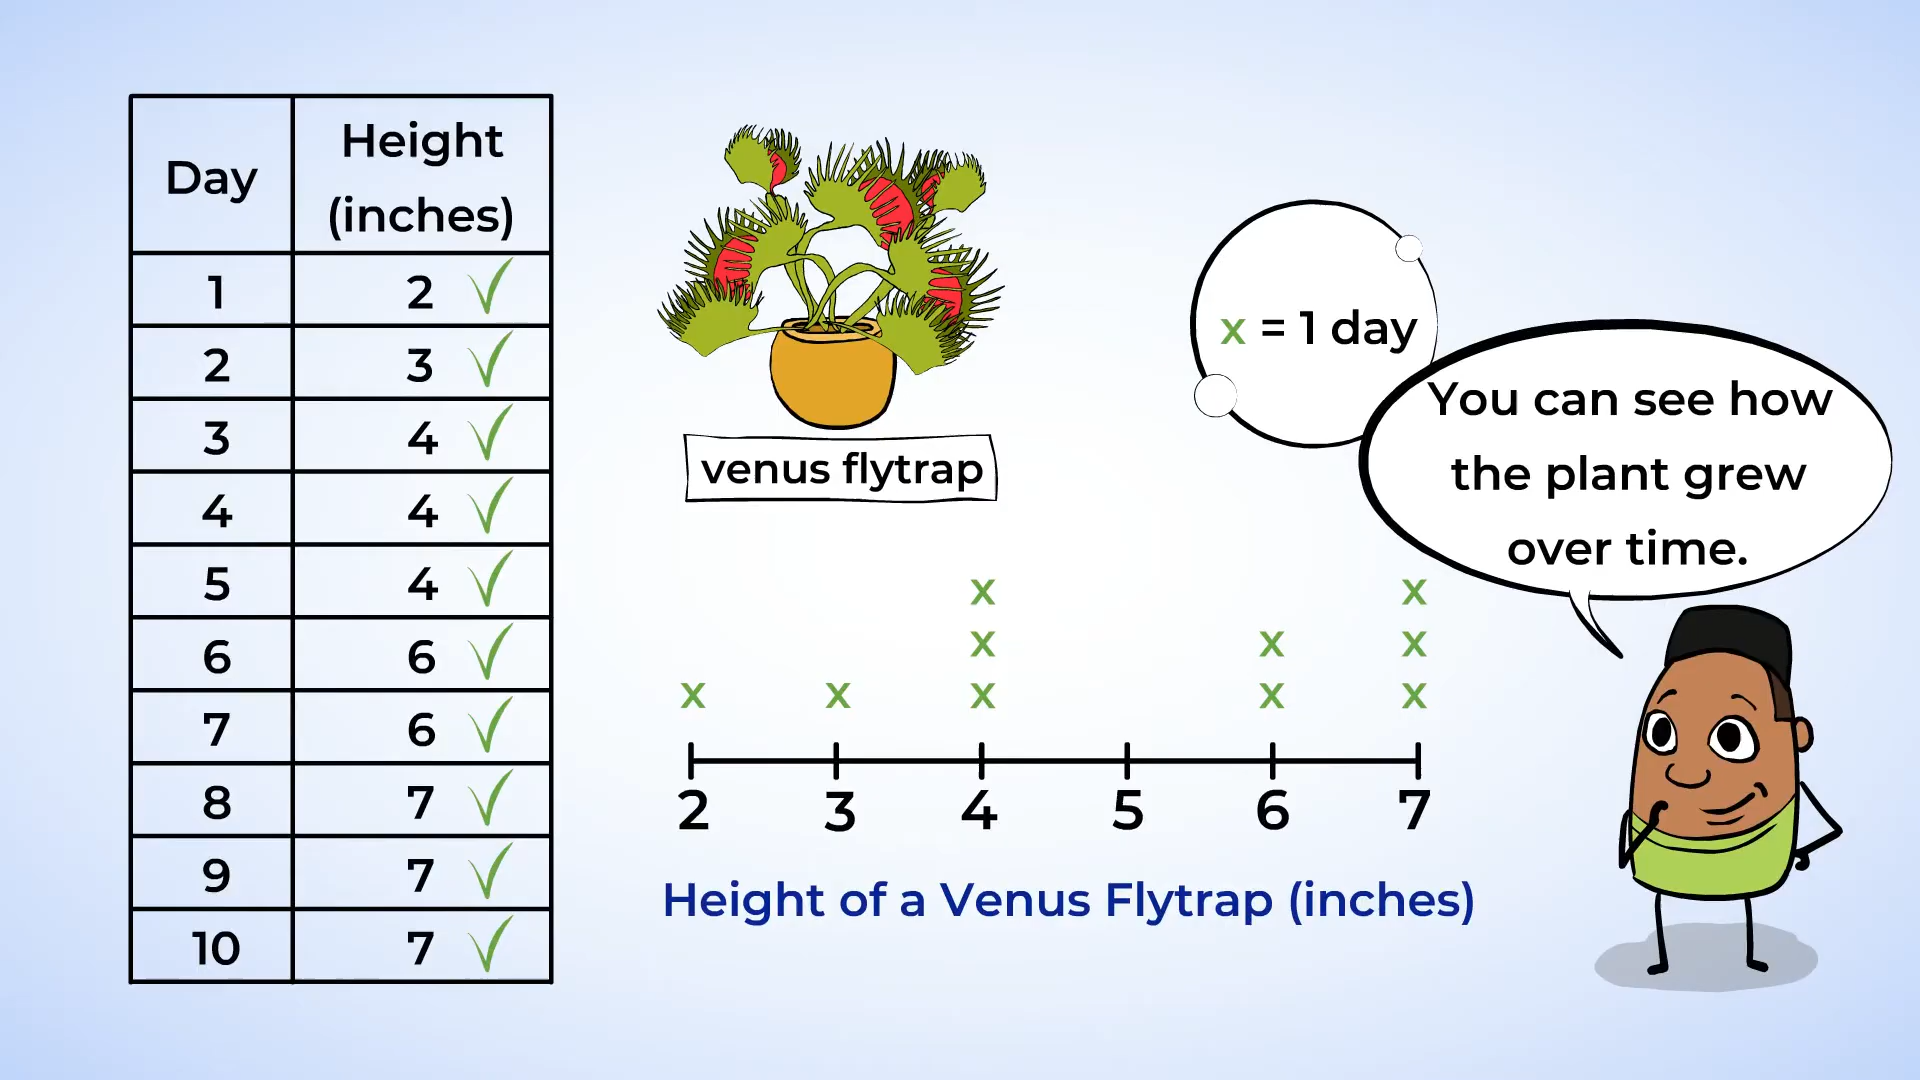 Day Height
(inches)
1 2 ✓
2 3 ✓
3 4 ✓
4 4 ✓
5 4 ✓
6 6 ✓
7 6 ✓
8 7 ✓
9 7 ✓
10 7 ✓
venus flytrap
x = 1 day
You can see how
the plant grew
over time.
x x
x x x
x x x x x
2 3 4 5 6 7
Height of a Venus Flytrap (inches)